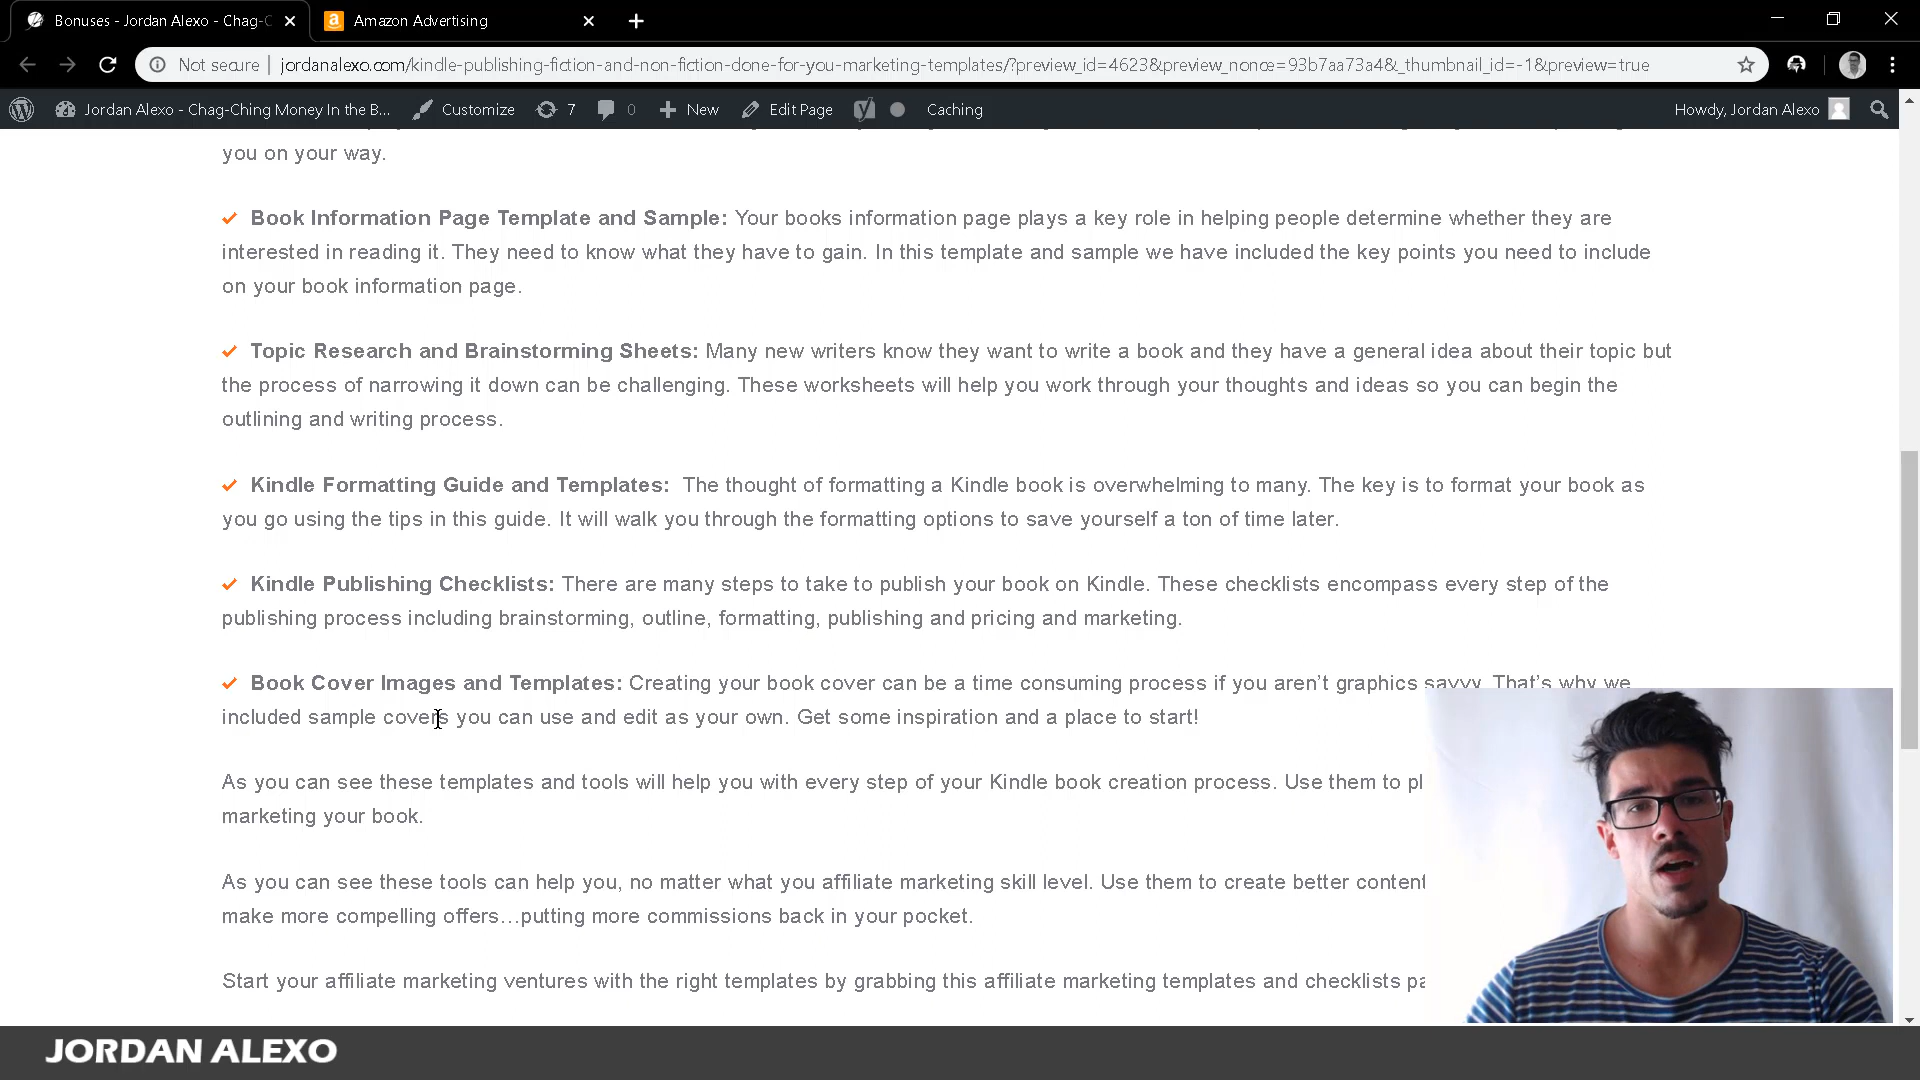 Bonuses - Jordan Alexo - Chag-C
Amazon Advertising
Not secure | jordanalexo.com/kindle-publishing-fiction-and-non-fiction-done-for-you-marketing-templates/?preview_id=4623&preview_nonce=93b7aa73a4&_thumbnail_id=-1&preview=true
Jordan Alexo - Chag-Ching Money In the B... Customize 7 0 New Edit Page Caching Howdy, Jordan Alexo
you on your way.
Book Information Page Template and Sample: Your books information page plays a key role in helping people determine whether they are
interested in reading it. They need to know what they have to gain. In this template and sample we have included the key points you need to include
on your book information page.
Topic Research and Brainstorming Sheets: Many new writers know they want to write a book and they have a general idea about their topic but
the process of narrowing it down can be challenging. These worksheets will help you work through your thoughts and ideas so you can begin the
outlining and writing process.
Kindle Formatting Guide and Templates: The thought of formatting a Kindle book is overwhelming to many. The key is to format your book as
you go using the tips in this guide. It will walk you through the formatting options to save yourself a ton of time later.
Kindle Publishing Checklists: There are many steps to take to publish your book on Kindle. These checklists encompass every step of the
publishing process including brainstorming, outline, formatting, publishing and pricing and marketing.
Book Cover Images and Templates: Creating your book cover can be a time consuming process if you aren't graphics savvy. That's why we
included sample covers you can use and edit as your own. Get some inspiration and a place to start!
As you can see these templates and tools will help you with every step of your Kindle book creation process. Use them to pl
marketing your book.
As you can see these tools can help you, no matter what you affiliate marketing skill level. Use them to create better content
make more compelling offers…putting more commissions back in your pocket.
Start your affiliate marketing ventures with the right templates by grabbing this affiliate marketing templates and checklists pa
JORDAN ALEXO